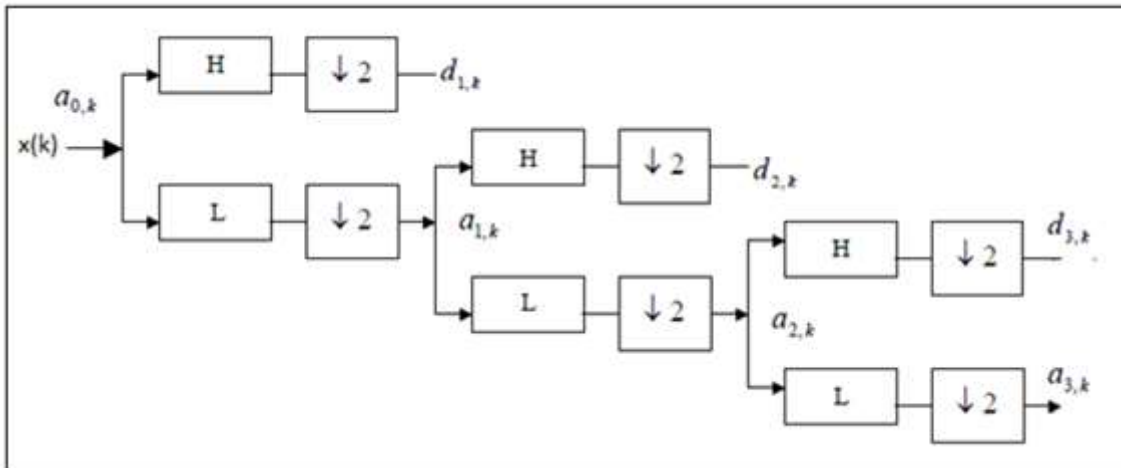 H
↓ 2
d1,k
a0,k
x(k)
H
↓ 2
d2,k
L
↓ 2
a1,k
H
↓ 2
d3,k
L
↓ 2
a2,k
L
↓ 2
a3,k